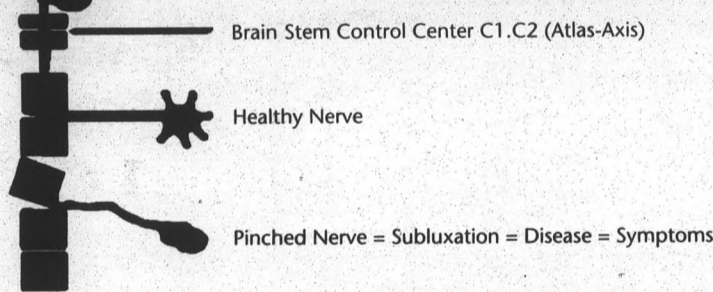 Brain Stem Control Center C1.C2 (Atlas-Axis)
Healthy Nerve
Pinched Nerve = Subluxation = Disease = Symptoms